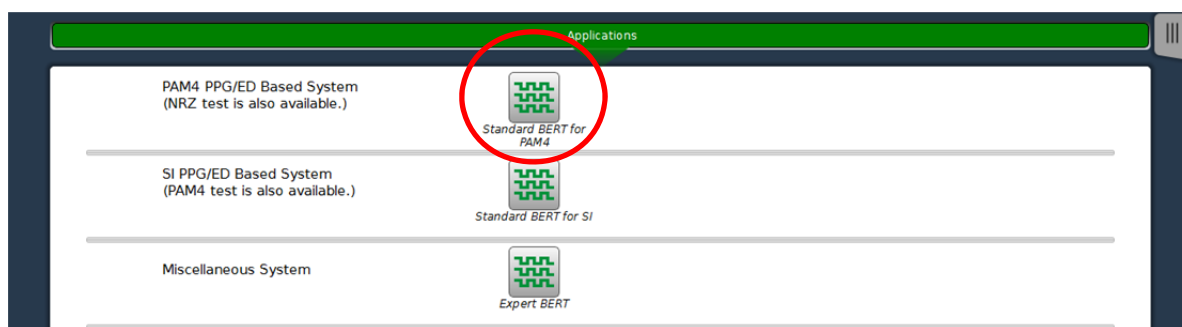 Applications
PAM4 PPG/ED Based System
(NRZ test is also available.)
Standard BERT for
PAM4
SI PPG/ED Based System
(PAM4 test is also available.)
Standard BERT for SI
Miscellaneous System
Expert BERT